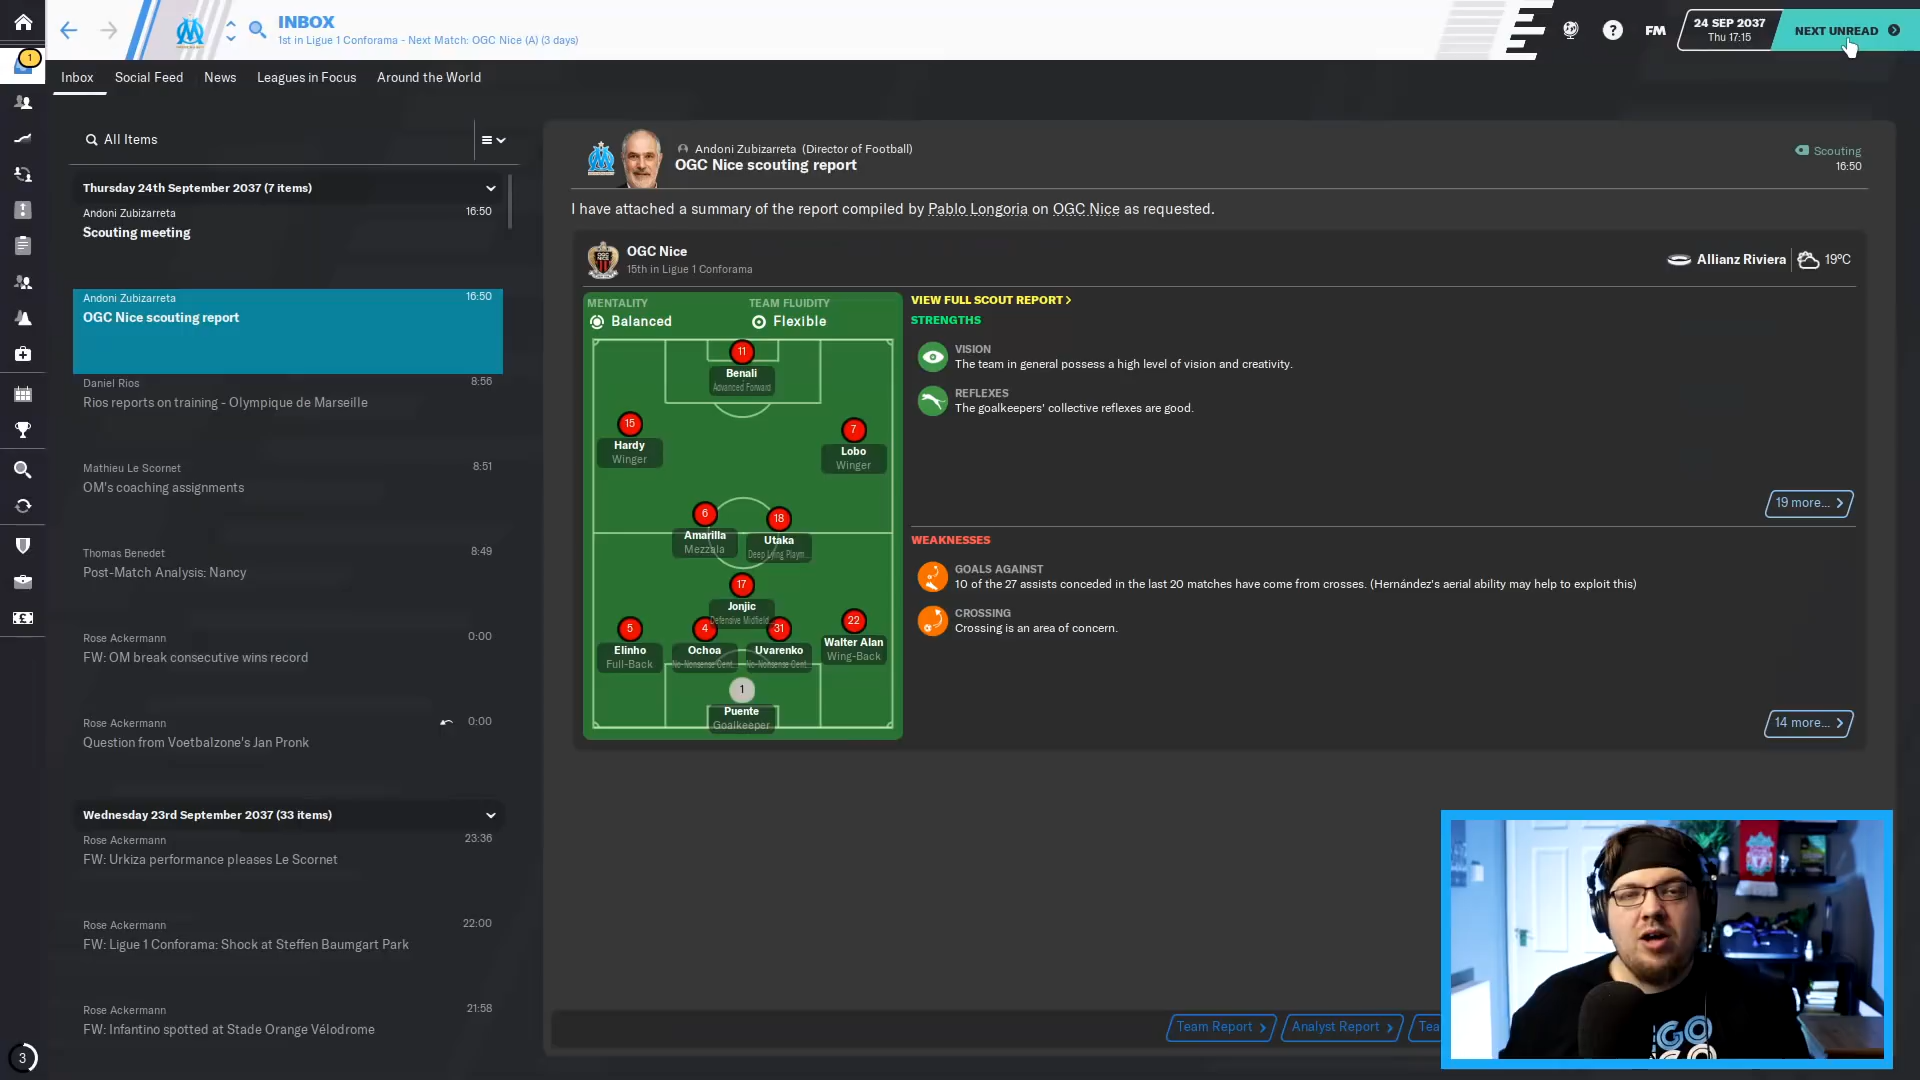 INBOX
1st in Ligue 1 Conforama - Next Match: OGC Nice (A) (3 days)
FM
24 SEP 2037
Thu 17:15
NEXT UNREAD
1
Inbox
Social Feed
News
Leagues in Focus
Around the World
All Items
Thursday 24th September 2037 (7 items)
Andoni Zubizarreta 16:50
Scouting meeting
Andoni Zubizarreta 16:50
OGC Nice scouting report
Daniel Rios 8:56
Rios reports on training - Olympique de Marseille
Mathieu Le Scornet 8:51
OM's coaching assignments
Thomas Benedet 8:49
Post-Match Analysis: Nancy
Rose Ackermann 0:00
FW: OM break consecutive wins record
Rose Ackermann 0:00
Question from Voetbalzone's Jan Pronk
Wednesday 23rd September 2037 (33 items)
Rose Ackermann 23:36
FW: Urkiza performance pleases Le Scornet
Rose Ackermann 22:00
FW: Ligue 1 Conforama: Shock at Steffen Baumgart Park
Rose Ackermann 21:58
FW: Infantino spotted at Stade Orange Vélodrome
3
Andoni Zubizarreta (Director of Football)
OGC Nice scouting report
Scouting
16:50
I have attached a summary of the report compiled by Pablo Longoria on OGC Nice as requested.
OGC Nice
15th in Ligue 1 Conforama
Allianz Riviera
19°C
MENTALITY
Balanced
TEAM FLUIDITY
Flexible
11
Benali
Advanced Forward
15
Hardy
Winger
7
Lobo
Winger
6
Amarilla
Mezzala
18
Utaka
Deep Lying Playm...
17
Jonjic
Defensive Midfiel...
5
Elinho
Full-Back
4
Ochoa
No-Nonsense Cent...
31
Uvarenko
No-Nonsense Cent...
22
Walter Alan
Wing-Back
1
Puente
Goalkeeper
VIEW FULL SCOUT REPORT
STRENGTHS
VISION
The team in general possess a high level of vision and creativity.
REFLEXES
The goalkeepers' collective reflexes are good.
19 more...
WEAKNESSES
GOALS AGAINST
10 of the 27 assists conceded in the last 20 matches have come from crosses. (Hernández's aerial ability may help to exploit this)
CROSSING
Crossing is an area of concern.
14 more...
Team Report
Analyst Report
Tea